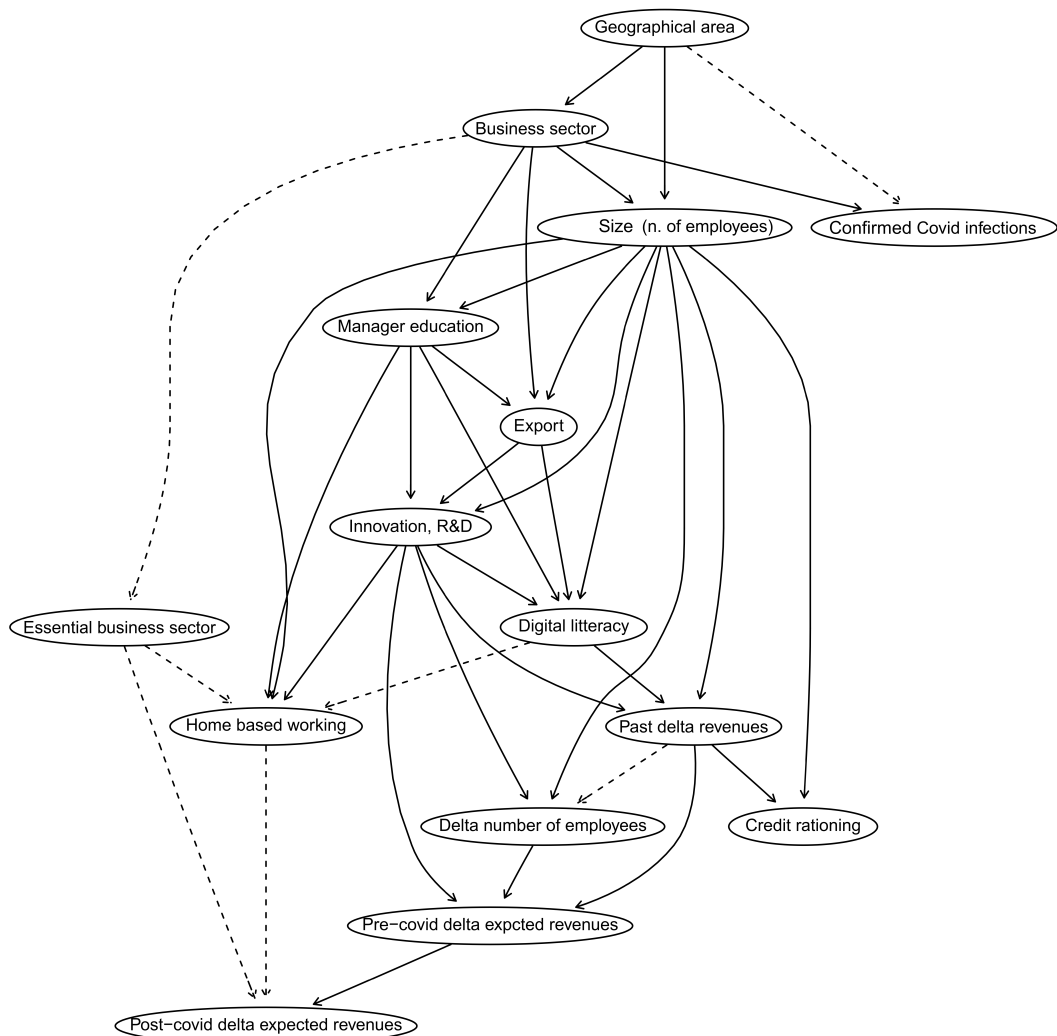 Geographical area
Business sector
Size (n. of employees)
Confirmed Covid infections
Manager education
Export
Innovation, R&D
Essential business sector
Digital litteracy
Home based working
Past delta revenues
Delta number of employees
Credit rationing
Pre−covid delta expcted revenues
Post−covid delta expected revenues